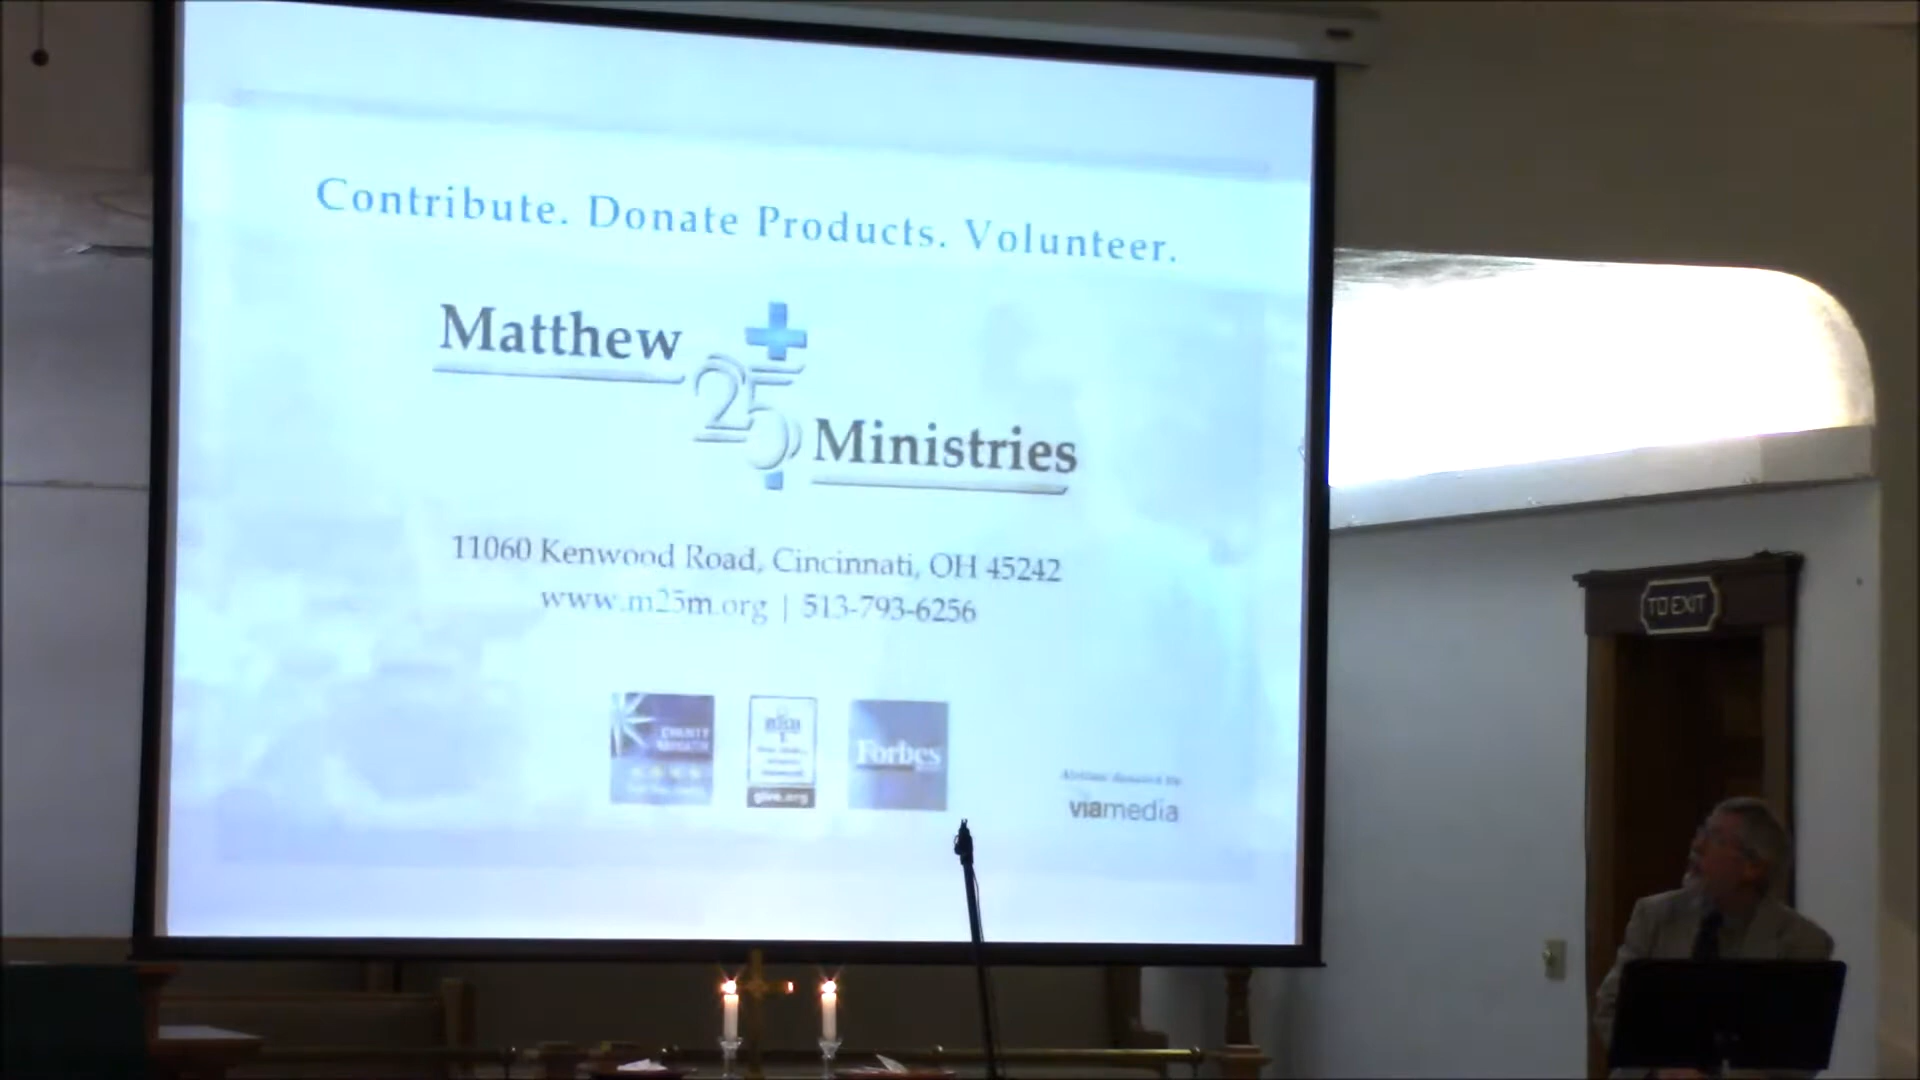 Contribute. Donate Products. Volunteer.
Matthew
25
Ministries
11060 Kenwood Road, Cincinnati, OH 45242
www.m25m.org | 513-793-6256
CHARITY
give.org
Forbes
viamedia
TO EXIT